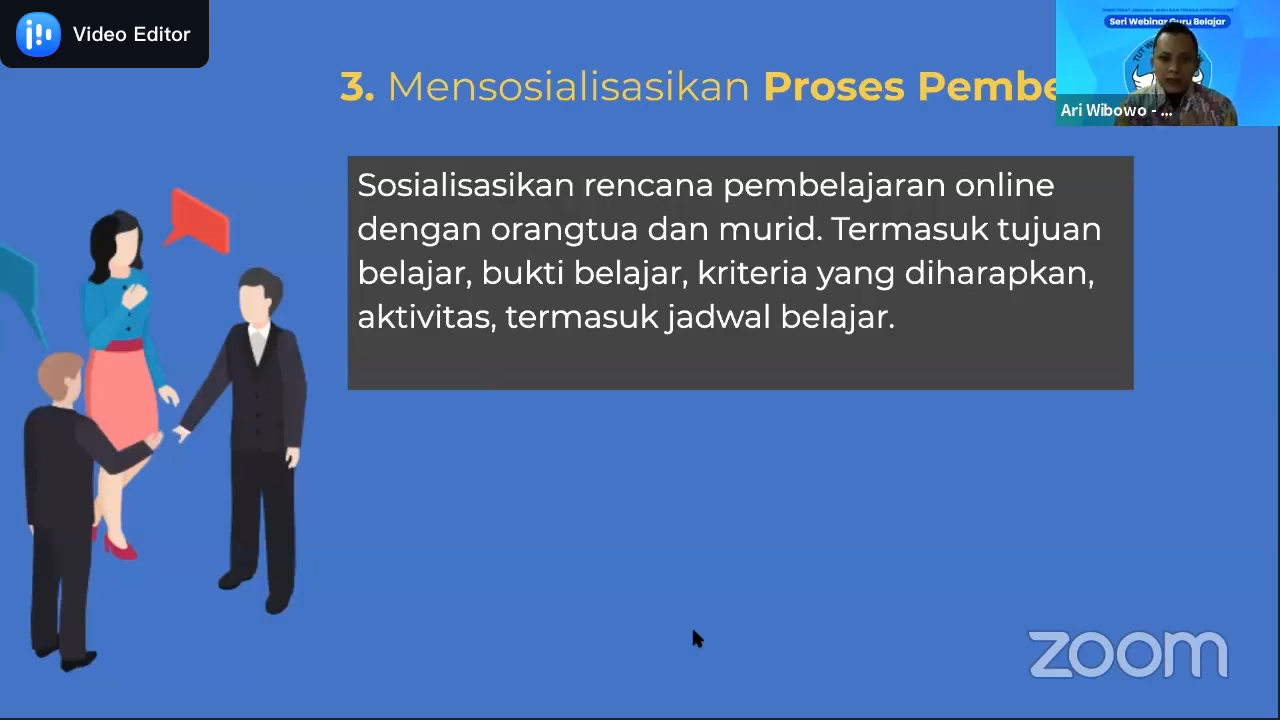 Video Editor
Seri Webinar Guru Belajar
3. Mensosialisasikan Proses Pembe
Ari Wibowo - ...
Sosialisasikan rencana pembelajaran online
dengan orangtua dan murid. Termasuk tujuan
belajar, bukti belajar, kriteria yang diharapkan,
aktivitas, termasuk jadwal belajar.
zoom